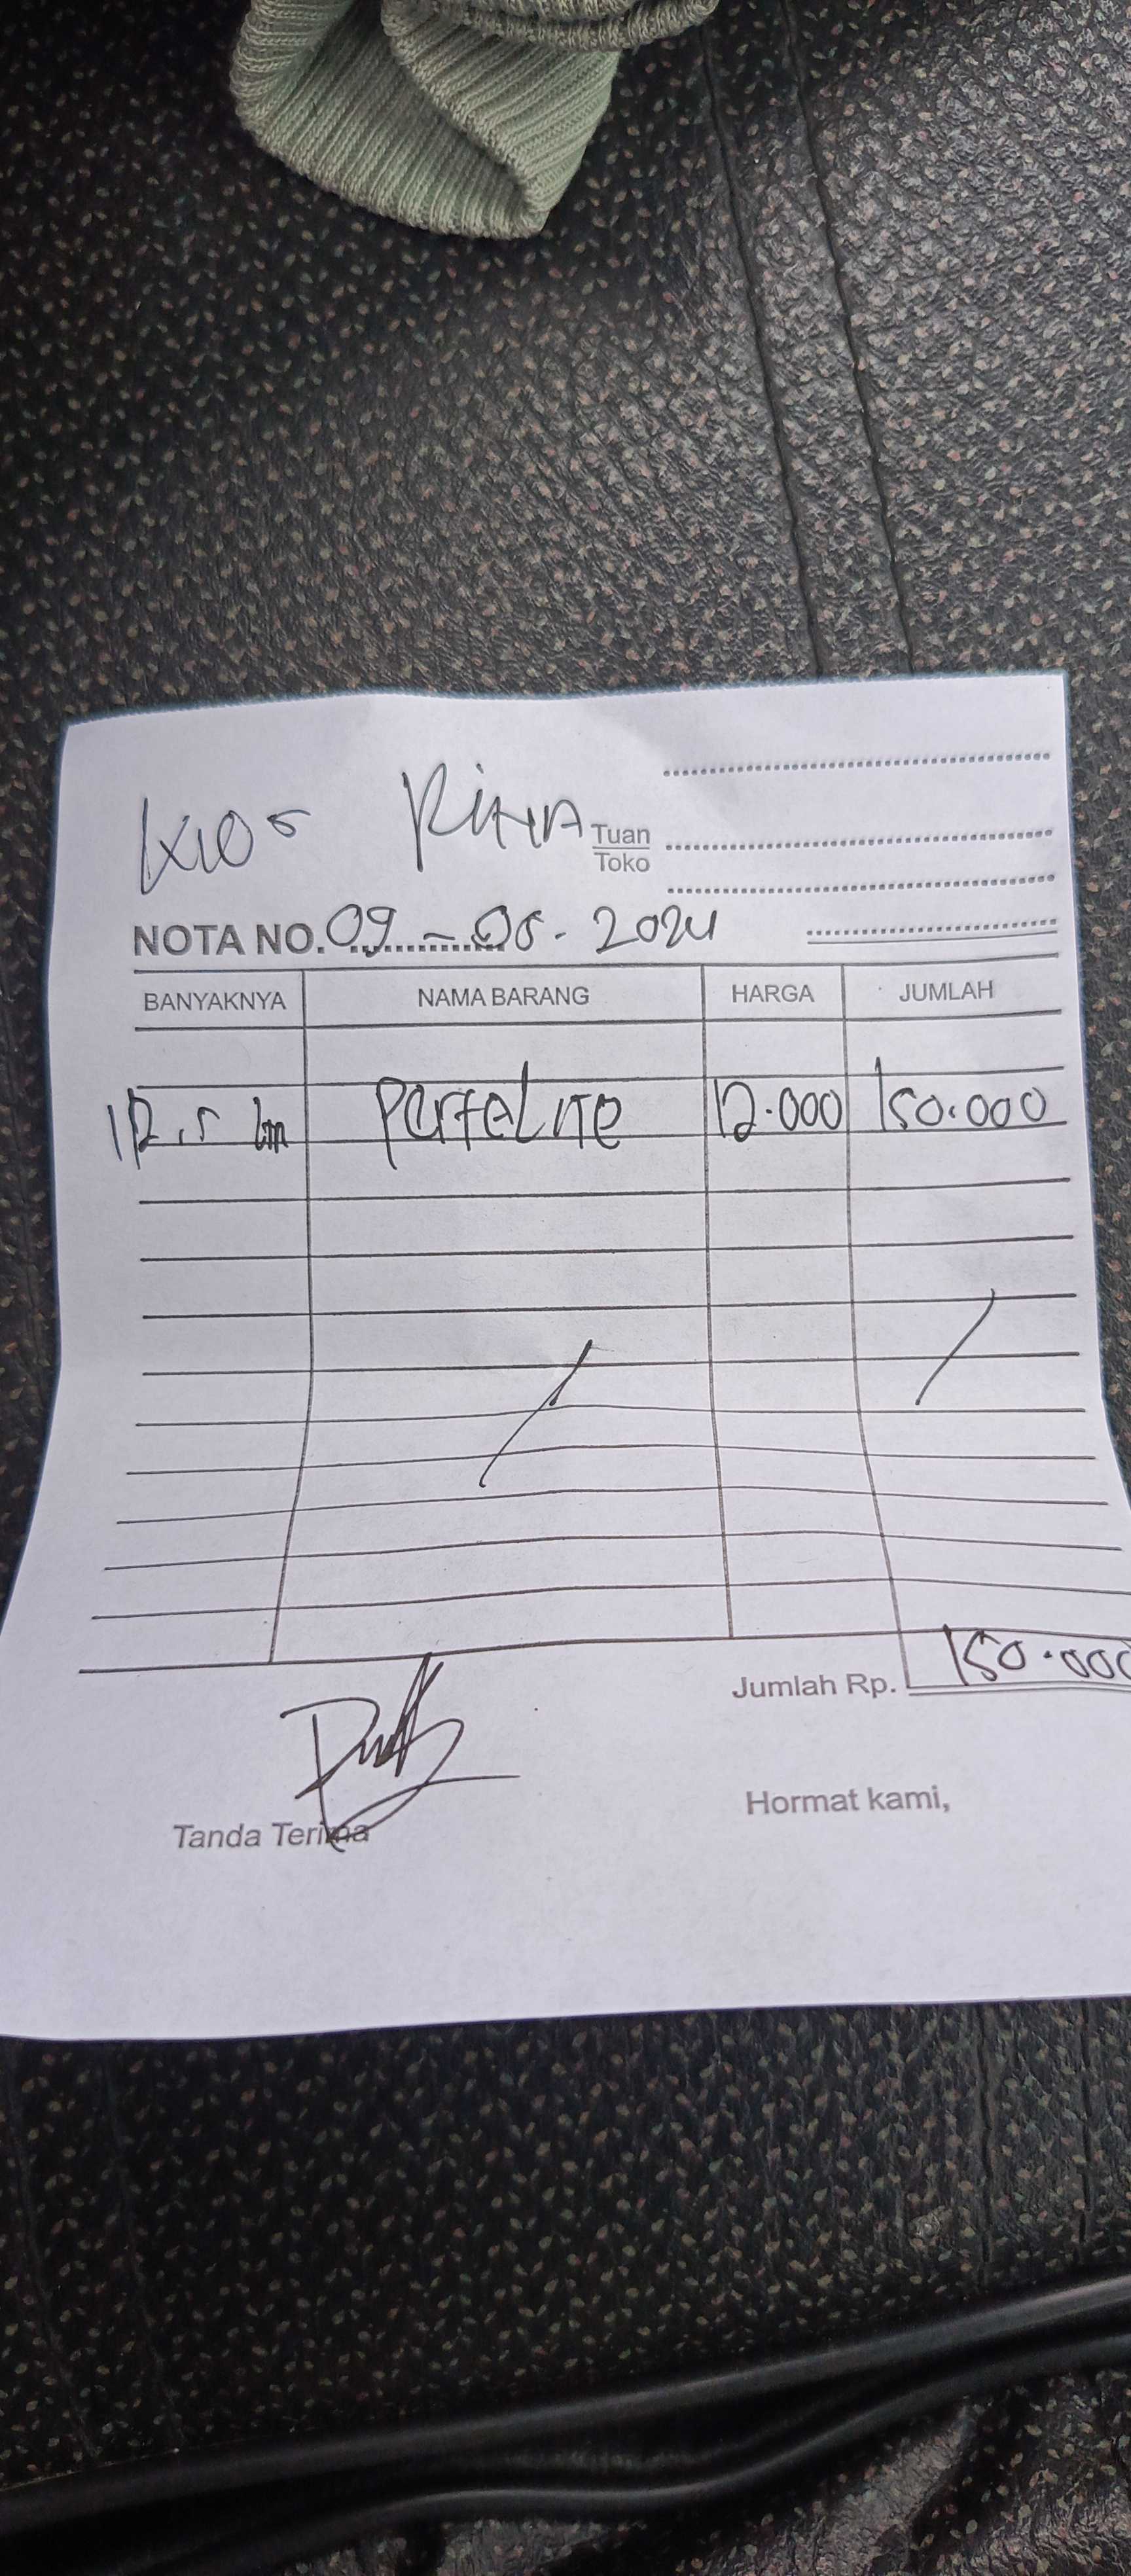 KIOS RINA
Tuan
Toko
NOTA NO. 09 - 05 - 2024
BANYAKNYA NAMA BARANG HARGA JUMLAH
12,5 Lm PERTALITE 12.000 150.000
Jumlah Rp. 150.000
Tanda Terima Hormat kami,